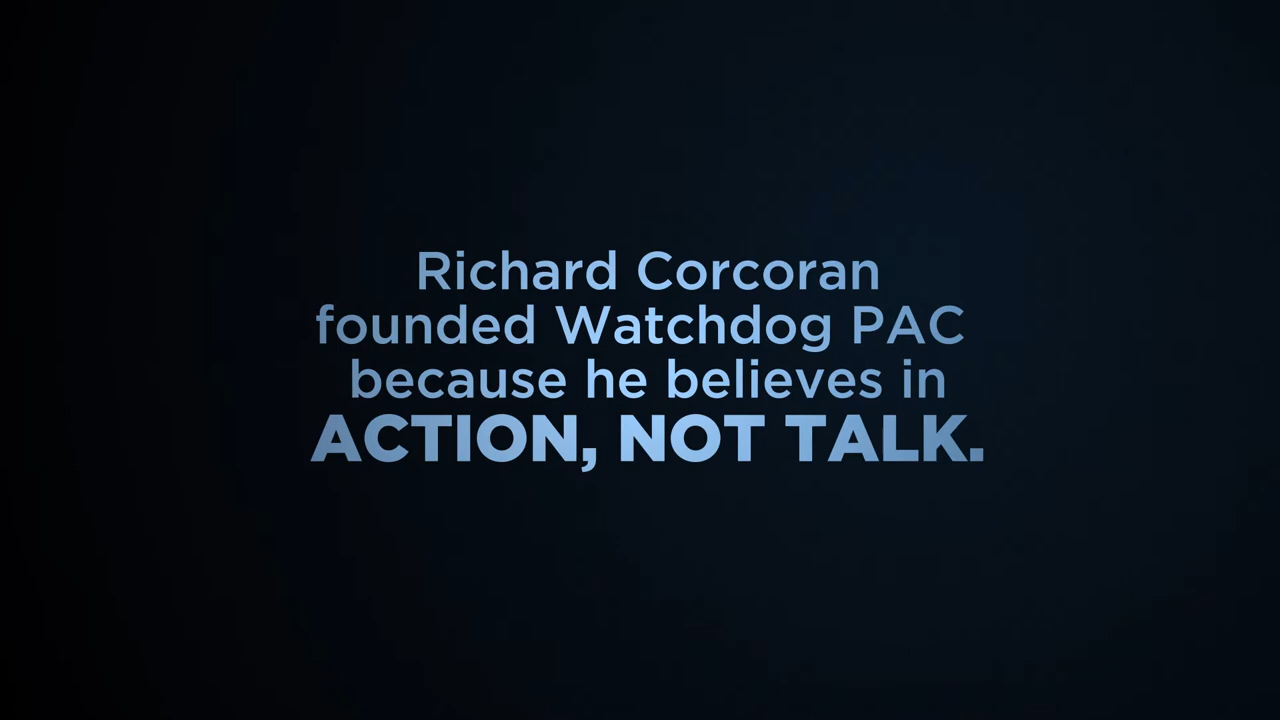 Richard Corcoran
founded Watchdog PAC
because he believes in
ACTION, NOT TALK.